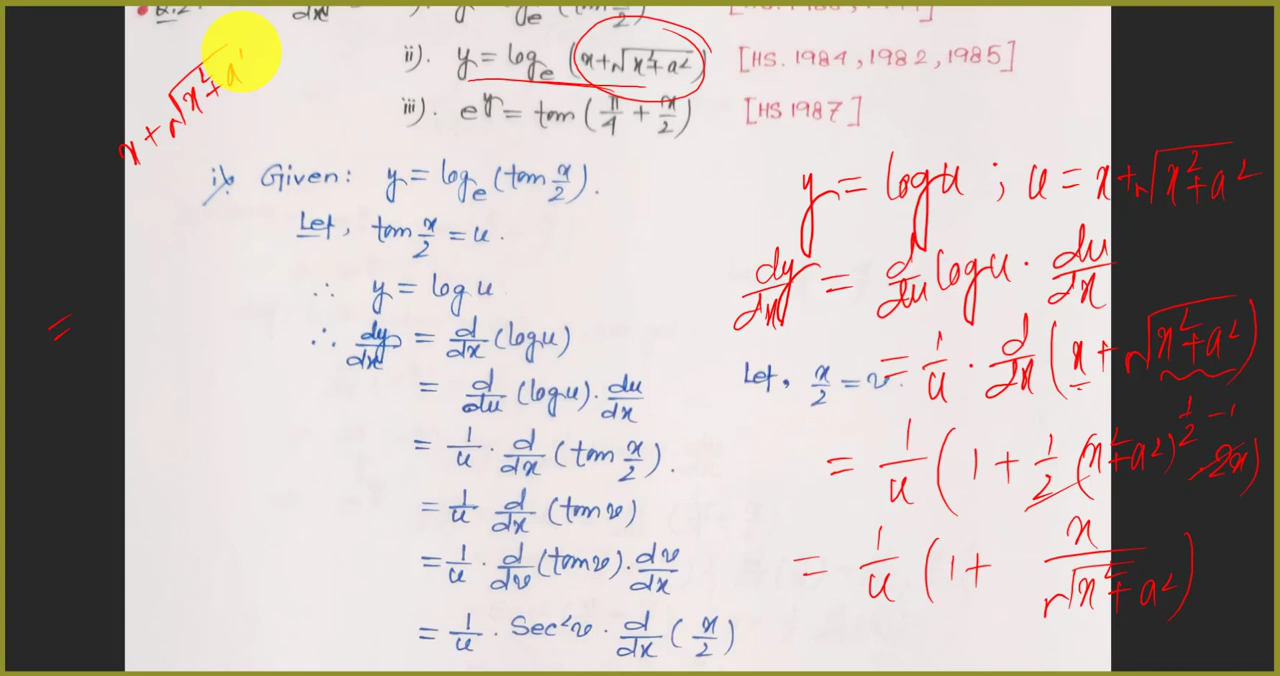 ii). y = log_e (x+√(x²+a²)) [HS. 1984, 1982, 1985]
iii). e^y = tan (π/4 + x/2) [HS 1987]
x + √(x²+a²
i) Given: y = log_e (tan x/2).
Let, tan x/2 = u.
∴ y = log u
∴ dy/dx = d/dx (log u)
= d/du (log u) · du/dx
= 1/u · d/dx (tan x/2).
= 1/u d/dx (tan v)
= 1/u · d/dv (tan v) · dv/dx
= 1/u · Sec²v · d/dx (x/2)
Let, x/2 = v.
y = log u ; u = x+√(x²+a²)
dy/dx = d/du log u · du/dx
= 1/u · d/dx (x + √(x²+a²))
= 1/u (1 + 1/2 (x²+a²)^(1/2 -1) · 2x)
= 1/u (1 + x/√(x²+a²))
=